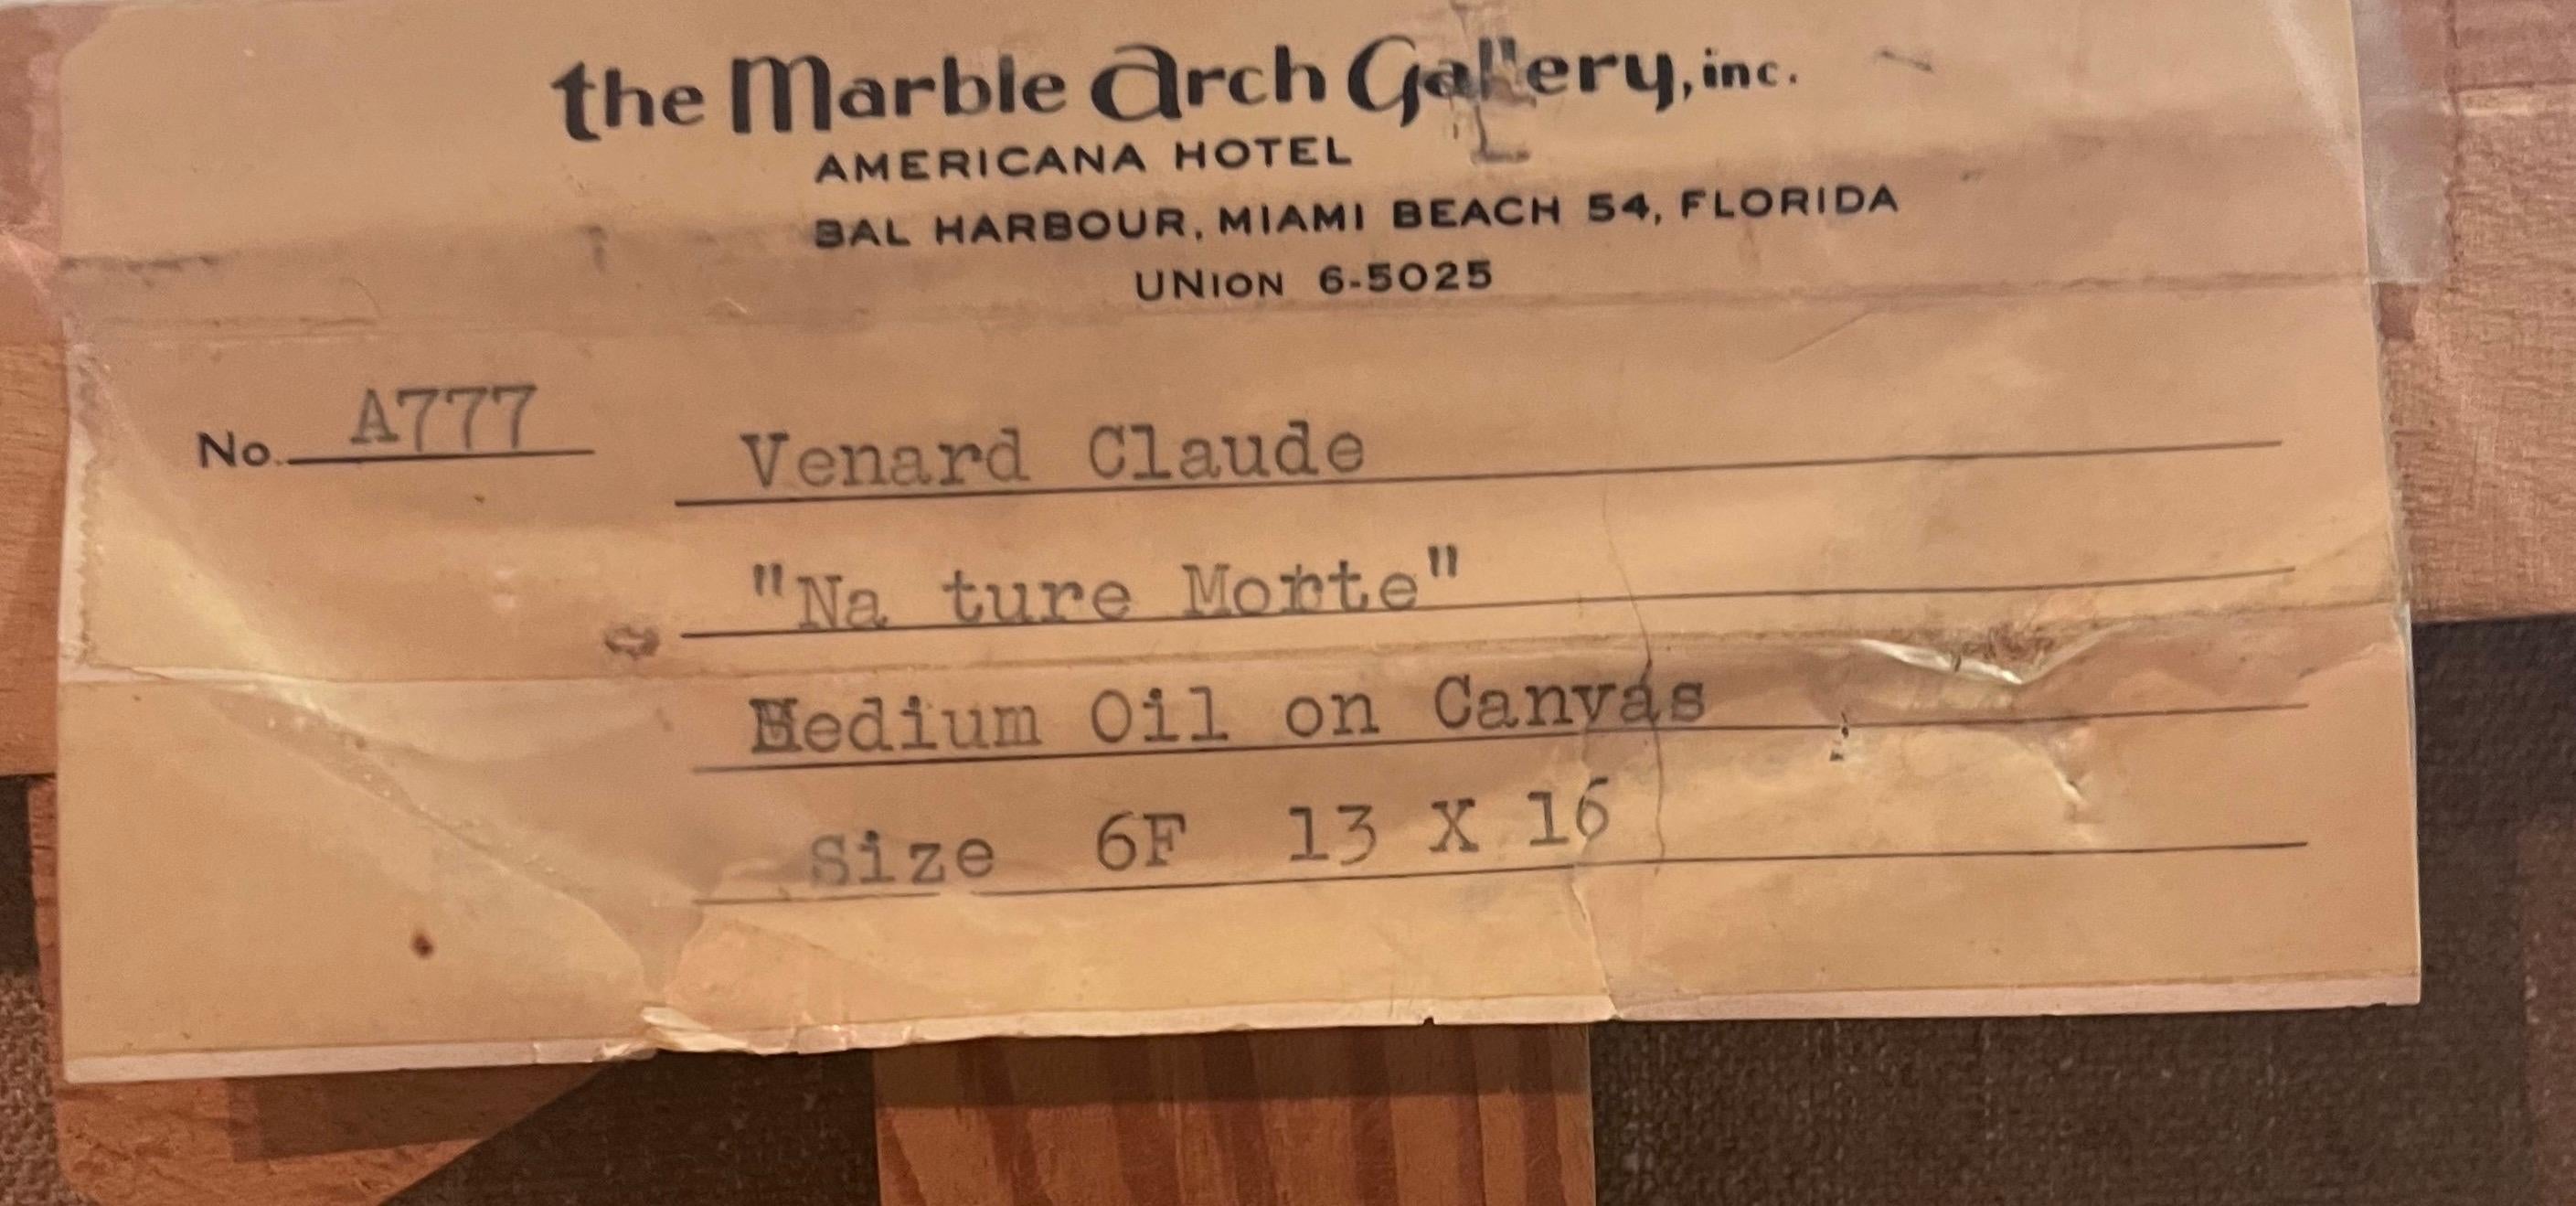 the Marble Arch Gallery, inc.
AMERICANA HOTEL
BAL HARBOUR, MIAMI BEACH 54, FLORIDA
UNION 6-5025
No. A777
Venard Claude
"Na ture Morte"
Medium Oil on Canvas
Size 6F 13 X 16